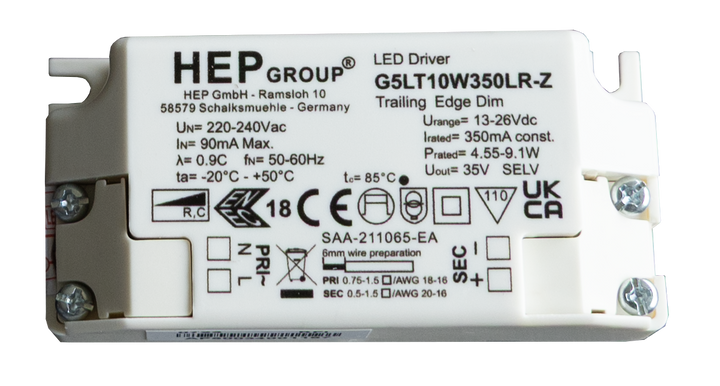 HEP GROUP®
HEP GmbH - Ramsloh 10
58579 Schalksmuehle - Germany
UN= 220-240Vac
IN= 90mA Max.
λ= 0.9C fN= 50-60Hz
ta= -20°C - +50°C
tc= 85°C
LED Driver
G5LT10W350LR-Z
Trailing Edge Dim
Urange= 13-26Vdc
Irated= 350mA const.
Prated= 4.55-9.1W
Uout= 35V SELV
R,C
ENEC
18
CE
110
UK
CA
SAA-211065-EA
6mm wire preparation
PRI 0.75-1.5 □/AWG 18-16
SEC 0.5-1.5 □/AWG 20-16
N
L
PRI~
SEC
-
+